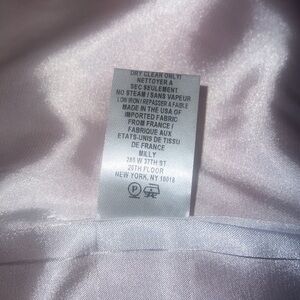 DRY CLEAN ONLY/
NETTOYER A
SEC SEULEMENT
NO STEAM / SANS VAPEUR
LOW IRON / REPASSER A FAIBLE
MADE IN THE USA OF
IMPORTED FABRIC
FROM FRANCE /
FABRIQUE AUX
ETATS-UNIS DE TISSU
DE FRANCE
MILLY
265 W 37TH ST
20TH FLOOR
NEW YORK, NY 10018
P